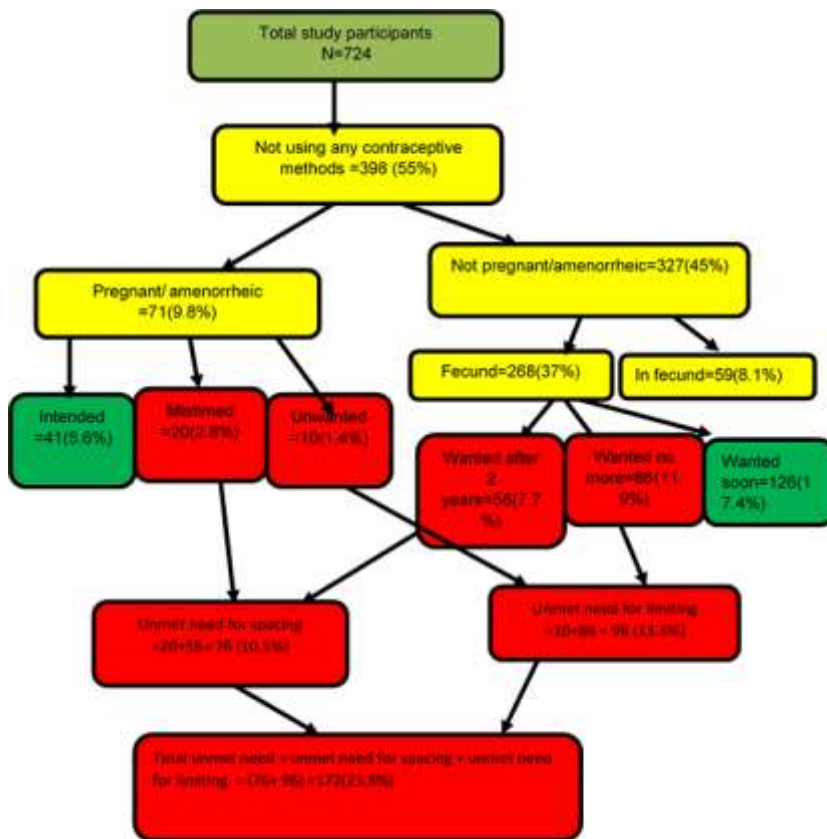 Total study participants
N=724
Not using any contraceptive
methods =398 (55%)
Not pregnant/amenorrheic=327(45%)
Pregnant/ amenorrheic
=71(9.8%)
Fecund=268(37%)
In fecund=59(8.1%)
Intended
=41(5.6%)
Mistimed
=20(2.8%)
Unwanted
=10(1.4%)
Wanted after
2
years=56(7.7
%)
Wanted no
more=86(11.
9%)
Wanted
soon=126(1
7.4%)
Unmet need for spacing
=20+56= 76 (10.5%)
Unmet need for limiting
=10+86 = 96 (13.3%)
Total unmet need = unmet need for spacing + unmet need
for limiting = (76+ 96) =172(23.8%)